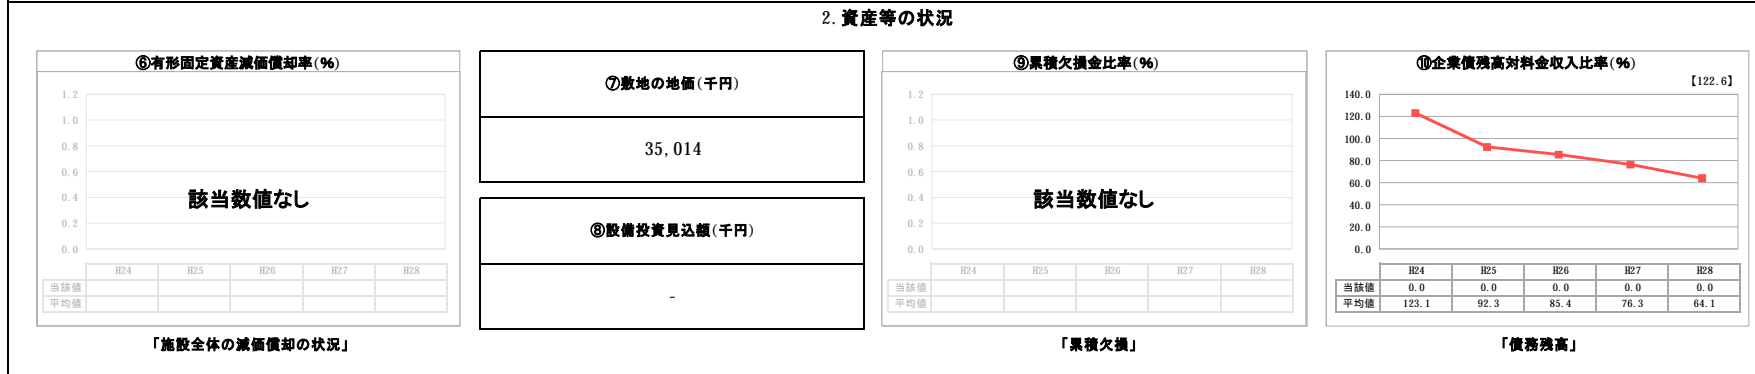 2. 資産等の状況
⑥有形固定資産減価償却率(%)
1.2
1.0
0.8
0.6
0.4
0.2
0.0
該当数値なし
H24 H25 H26 H27 H28
当該値
平均値
「施設全体の減価償却の状況」
⑦敷地の地価(千円)
35,014
⑧設備投資見込額(千円)
-
⑨累積欠損金比率(%)
1.2
1.0
0.8
0.6
0.4
0.2
0.0
該当数値なし
H24 H25 H26 H27 H28
当該値
平均値
「累積欠損」
⑩企業債残高対料金収入比率(%)
【122.6】
140.0
120.0
100.0
80.0
60.0
40.0
20.0
0.0
H24 H25 H26 H27 H28
当該値 0.0 0.0 0.0 0.0 0.0
平均値 123.1 92.3 85.4 76.3 64.1
「債務残高」